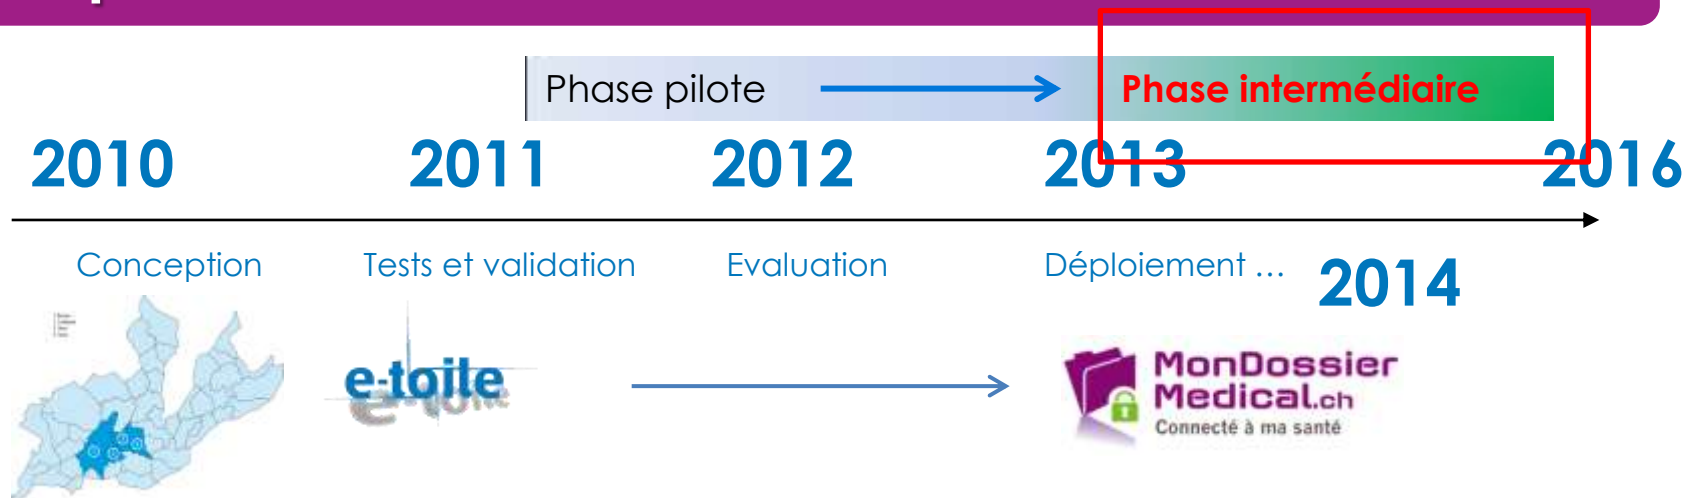 Phase pilote Phase intermédiaire
2010 2011 2012 2013 2016
Conception Tests et validation Evaluation Déploiement ... 2014
e-toile
MonDossier
Medical.ch
Connecté à ma santé